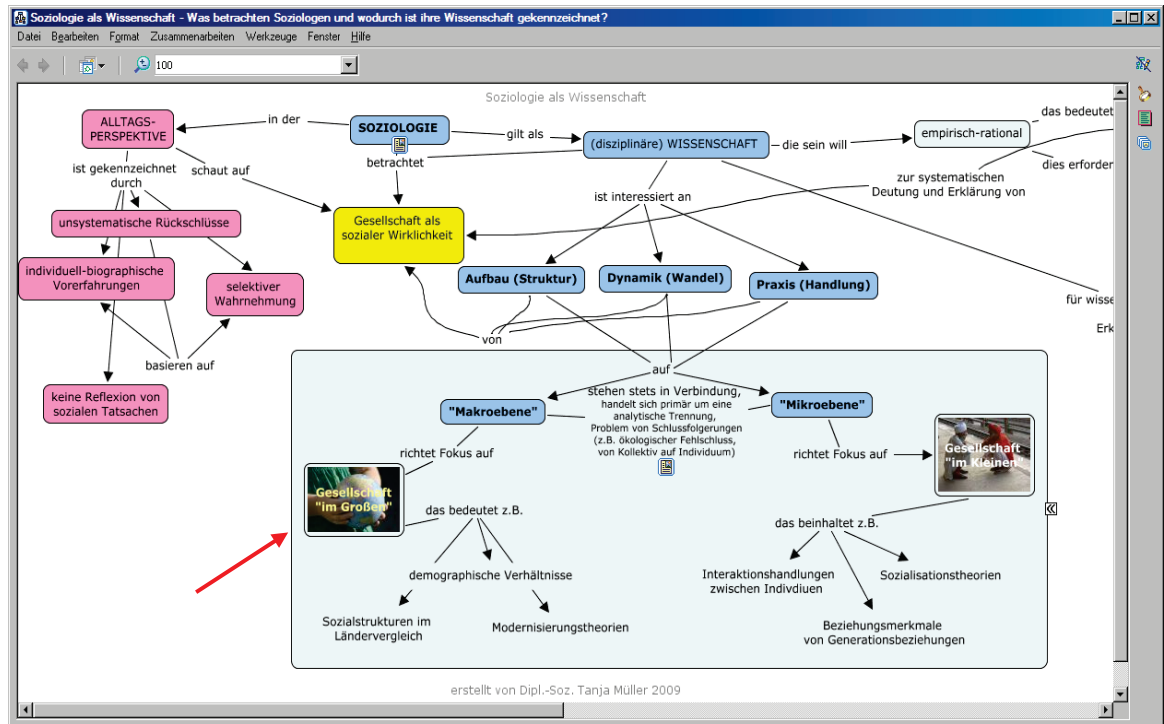 Soziologie als Wissenschaft - Was betrachten Soziologen und wodurch ist ihre Wissenschaft gekennzeichnet?
Datei Bearbeiten Format Zusammenarbeiten Werkzeuge Fenster Hilfe
100
Soziologie als Wissenschaft
ALLTAGS-
PERSPEKTIVE
in der
SOZIOLOGIE
gilt als
(disziplinäre) WISSENSCHAFT
die sein will
empirisch-rational
das bedeutet
dies erforder
betrachtet
ist gekennzeichnet
durch
schaut auf
zur systematischen
Deutung und Erklärung von
ist interessiert an
unsystematische Rückschlüsse
Gesellschaft als
sozialer Wirklichkeit
individuell-biographische
Vorerfahrungen
selektiver
Wahrnehmung
Aufbau (Struktur)
Dynamik (Wandel)
Praxis (Handlung)
für wisse
Erk
von
basieren auf
auf
keine Reflexion von
sozialen Tatsachen
"Makroebene"
stehen stets in Verbindung,
handelt sich primär um eine
analytische Trennung,
Problem von Schlussfolgerungen
(z.B. ökologischer Fehlschluss,
von Kollektiv auf Individuum)
"Mikroebene"
richtet Fokus auf
richtet Fokus auf
Gesellschaft
"im Kleinen"
Gesellschaft
"im Großen"
das bedeutet z.B.
das beinhaltet z.B.
demographische Verhältnisse
Interaktionshandlungen
zwischen Indivdiuen
Sozialisationstheorien
Sozialstrukturen im
Ländervergleich
Modernisierungstheorien
Beziehungsmerkmale
von Generationsbeziehungen
erstellt von Dipl.-Soz. Tanja Müller 2009